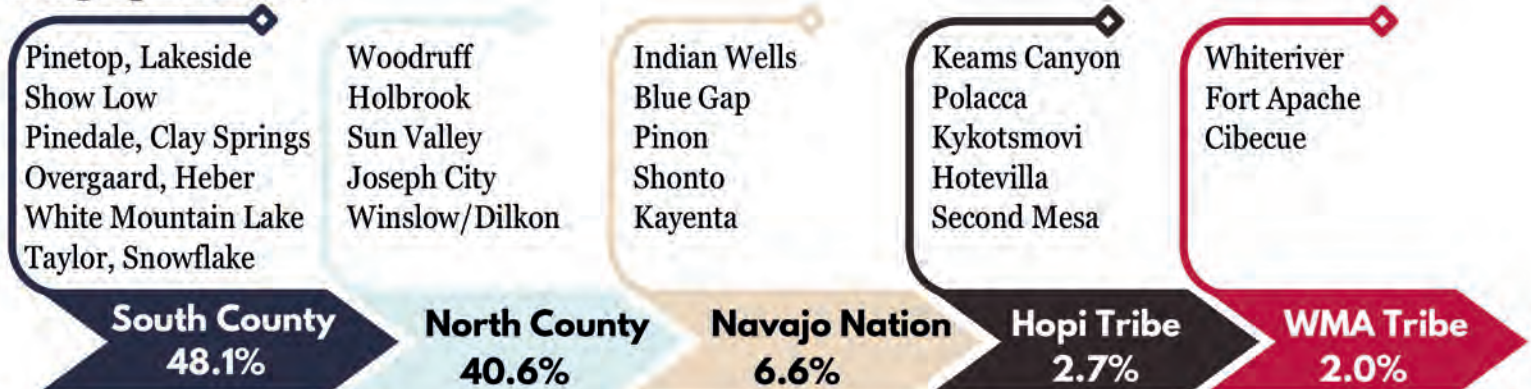 Pinetop, Lakeside
Show Low
Pinedale, Clay Springs
Overgaard, Heber
White Mountain Lake
Taylor, Snowflake
South County
48.1%
Woodruff
Holbrook
Sun Valley
Joseph City
Winslow/Dilkon
North County
40.6%
Indian Wells
Blue Gap
Pinon
Shonto
Kayenta
Navajo Nation
6.6%
Keams Canyon
Polacca
Kykotsmovi
Hotevilla
Second Mesa
Hopi Tribe
2.7%
Whiteriver
Fort Apache
Cibecue
WMA Tribe
2.0%